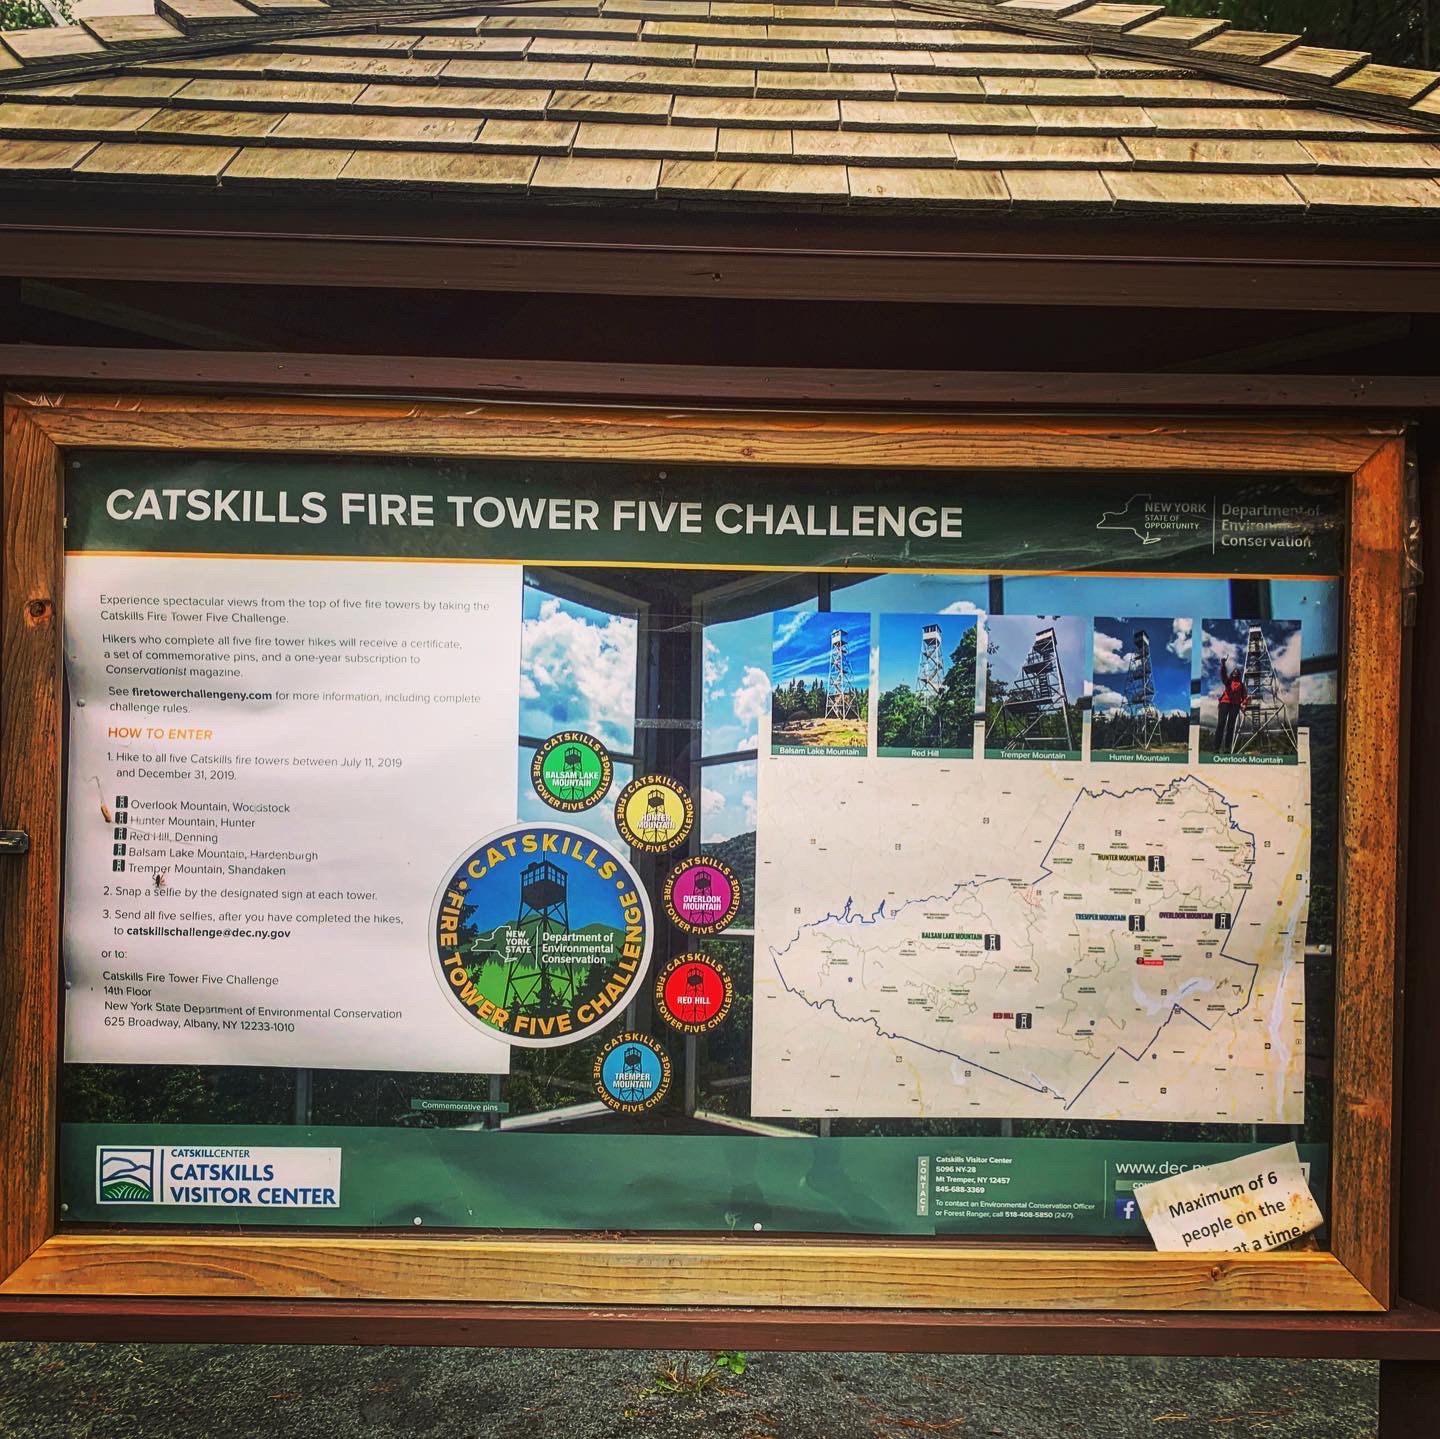 CATSKILLS FIRE TOWER FIVE CHALLENGE
NEW YORK
STATE OF
OPPORTUNITY.
Department of
Environmental
Conservation
Experience spectacular views from the top of five fire towers by taking the
Catskills Fire Tower Five Challenge.
Hikers who complete all five fire tower hikes will receive a certificate,
a set of commemorative pins, and a one-year subscription to
Conservationist magazine.
See firetowerchallengeny.com for more information, including complete
challenge rules.
HOW TO ENTER
1. Hike to all five Catskills fire towers between July 11, 2019
and December 31, 2019.
Overlook Mountain, Woodstock
Hunter Mountain, Hunter
Red Hill, Denning
Balsam Lake Mountain, Hardenburgh
Tremper Mountain, Shandaken
2. Snap a selfie by the designated sign at each tower.
3. Send all five selfies, after you have completed the hikes,
to catskillschallenge@dec.ny.gov
or to:
Catskills Fire Tower Five Challenge
14th Floor
New York State Department of Environmental Conservation
625 Broadway, Albany, NY 12233-1010
CATSKILLS
BALSAM LAKE
MOUNTAIN
FIRE TOWER FIVE CHALLENGE
CATSKILLS
HUNTER
MOUNTAIN
FIRE TOWER FIVE CHALLENGE
CATSKILLS
OVERLOOK
MOUNTAIN
FIRE TOWER FIVE CHALLENGE
CATSKILLS
RED HILL
FIRE TOWER FIVE CHALLENGE
CATSKILLS
TREMPER
MOUNTAIN
FIRE TOWER FIVE CHALLENGE
CATSKILLS
NEW
YORK
STATE
Department of
Environmental
Conservation
FIRE TOWER FIVE CHALLENGE
Commemorative pins
Balsam Lake Mountain
Red Hill
Tremper Mountain
Hunter Mountain
Overlook Mountain
HUNTER MOUNTAIN
TREMPER MOUNTAIN
OVERLOOK MOUNTAIN
BALSAM LAKE MOUNTAIN
RED HILL
CATSKILLCENTER
CATSKILLS
VISITOR CENTER
CONTACT
Catskills Visitor Center
5096 NY-28
Mt Tremper, NY 12457
845-688-3369
To contact an Environmental Conservation Officer
or Forest Ranger, call 518-408-5850 (24/7).
www.dec.ny
f
Maximum of 6
people on the
at a time.